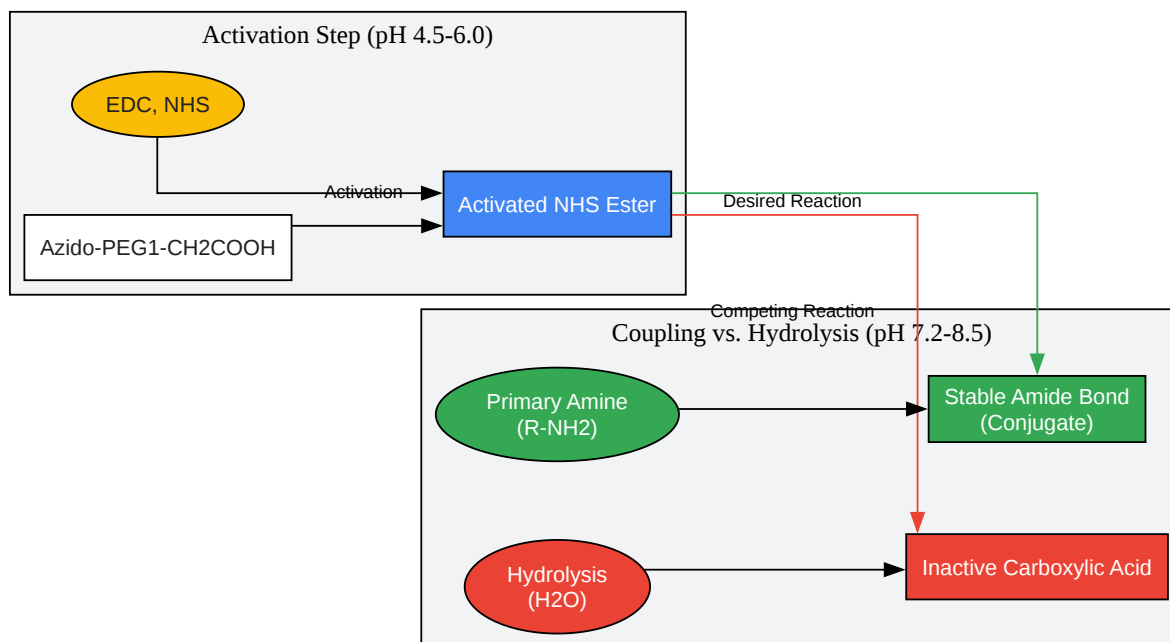 Activation Step (pH 4.5-6.0)
EDC, NHS
Activation
Activated NHS Ester
Azido-PEG1-CH2COOH
Desired Reaction
Competing Reaction
Coupling vs. Hydrolysis (pH 7.2-8.5)
Primary Amine
(R-NH2)
Stable Amide Bond
(Conjugate)
Hydrolysis
(H2O)
Inactive Carboxylic Acid